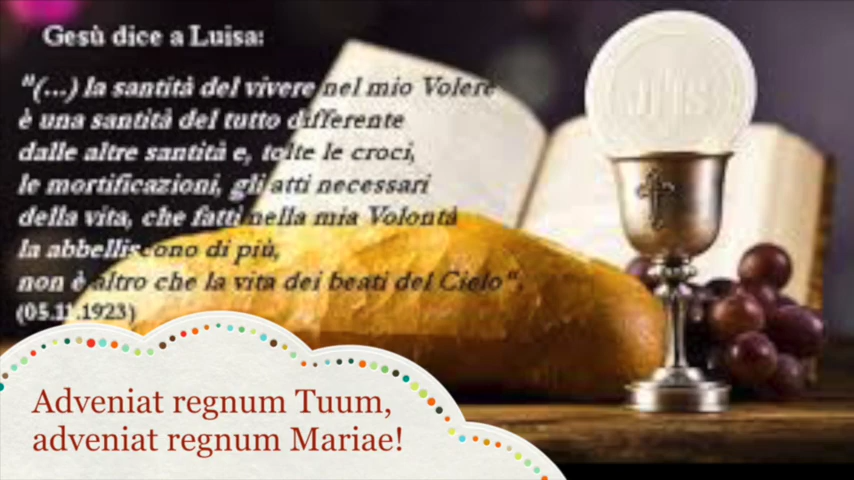 Gesù dice a Luisa:
"(...) la santità del vivere nel mio Volere
è una santità del tutto differente
dalle altre santità e, tolte le croci,
le mortificazioni, gli atti necessari
della vita, che fatti nella mia Volontà
la abbelliscono di più,
non è altro che la vita dei beati del Cielo".
(05.11.1923)
IHS
Adveniat regnum Tuum,
adveniat regnum Mariae!